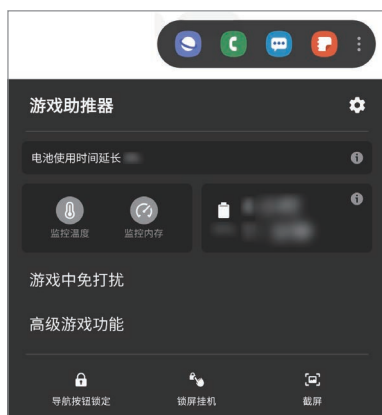 游戏助推器
电池使用时间延长
监控温度 监控内存
游戏中免打扰
高级游戏功能
导航按钮锁定 锁屏挂机 截屏